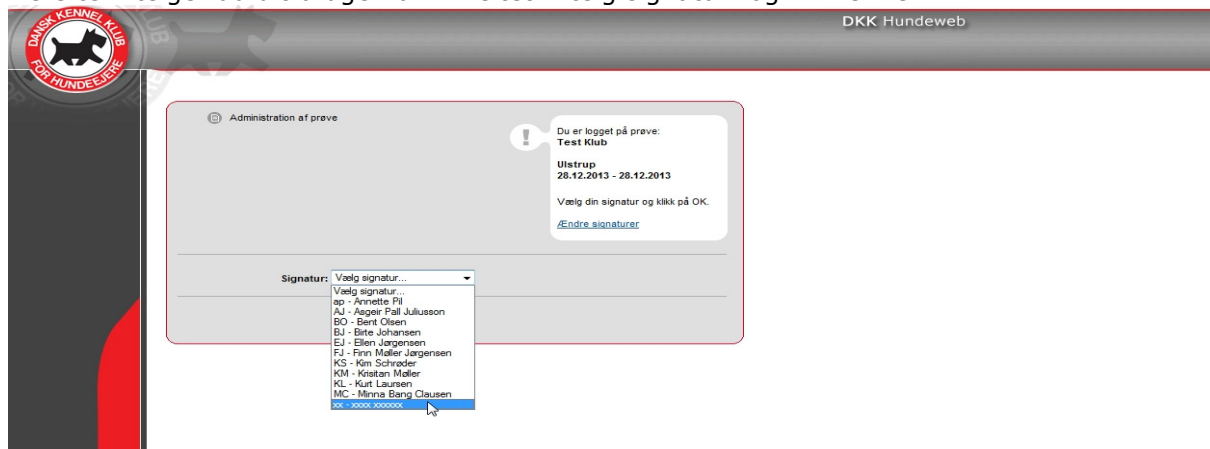 DKK Hundeweb
DANSK KENNEL KLUB
FOR HUNDEEJERE
Administration af prøve
Du er logget på prøve:
Test Klub
Ulstrup
28.12.2013 - 28.12.2013
Vælg din signatur og klikk på OK.
Ændre signaturer
Signatur: Vælg signatur...
Vælg signatur...
ap - Annette Pil
AJ - Asgeir Pall Juliusson
BO - Bent Olsen
BJ - Birte Johansen
EJ - Ellen Jørgensen
FJ - Finn Møller Jørgensen
KS - Kim Schrøder
KM - Krisitan Møller
KL - Kurt Laursen
MC - Minna Bang Clausen
xx - xxxx xxxxxx